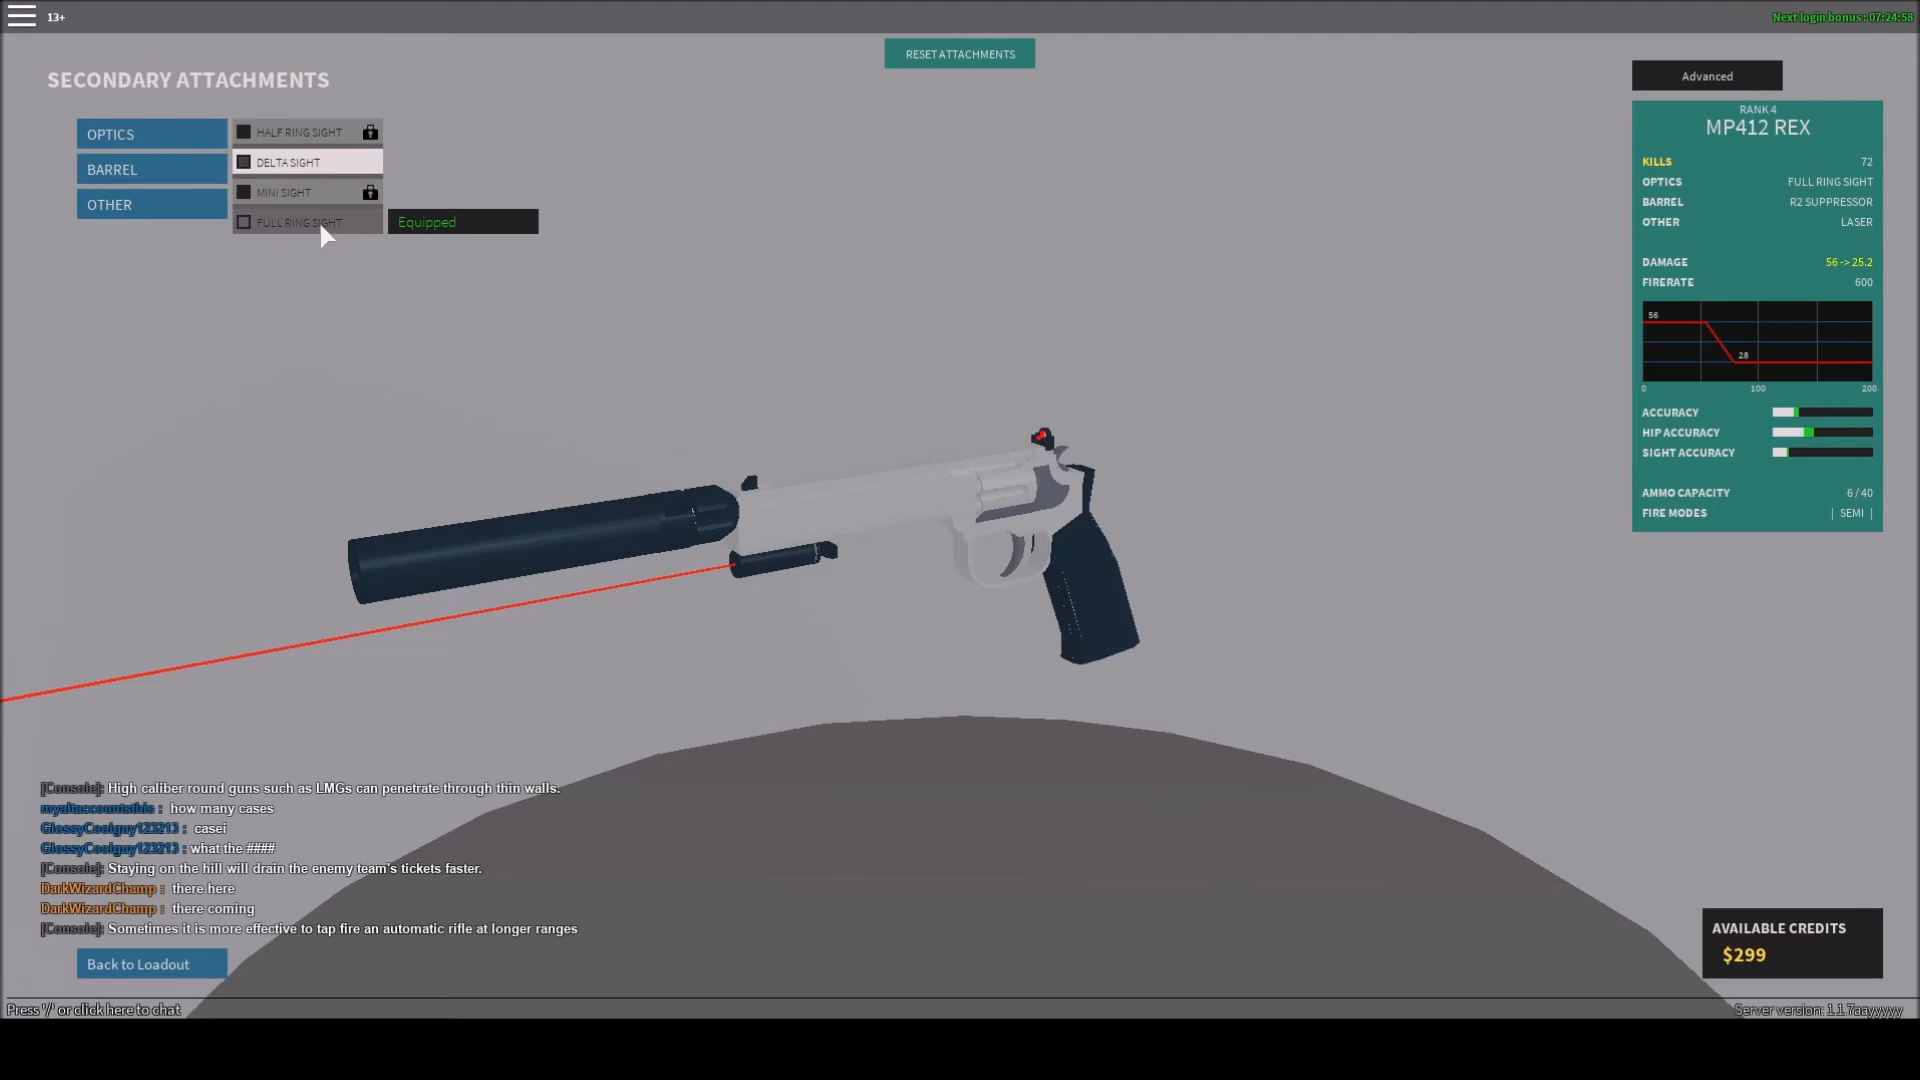 13+
Next login bonus : 07:24:58
RESET ATTACHMENTS
SECONDARY ATTACHMENTS
Advanced
OPTICS
BARREL
OTHER
HALF RING SIGHT
DELTA SIGHT
MINI SIGHT
FULL RING SIGHT
Equipped
RANK 4
MP412 REX
KILLS 72
OPTICS FULL RING SIGHT
BARREL R2 SUPPRESSOR
OTHER LASER
DAMAGE 56 -> 25.2
FIRERATE 600
56
28
0 100 200
ACCURACY
HIP ACCURACY
SIGHT ACCURACY
AMMO CAPACITY 6 / 40
FIRE MODES | SEMI |
[Console]: High caliber round guns such as LMGs can penetrate through thin walls.
myaltaccountsthis : how many cases
GlossyCoolguy123213 : casei
GlossyCoolguy123213 : what the ####
[Console]: Staying on the hill will drain the enemy team's tickets faster.
DarkWizardChamp : there here
DarkWizardChamp : there coming
[Console]: Sometimes it is more effective to tap fire an automatic rifle at longer ranges
Back to Loadout
AVAILABLE CREDITS
$299
Press '/' or click here to chat
Server version: 1.1.7aayyyyy